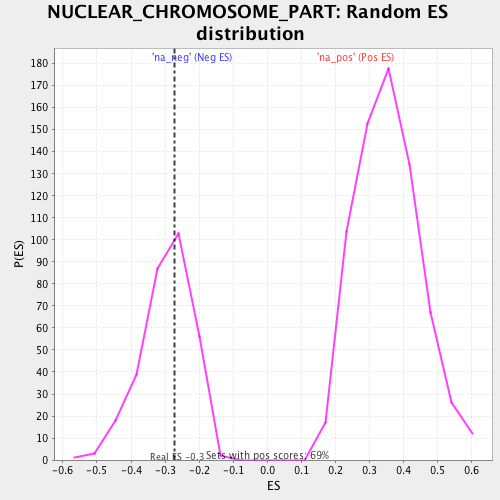 NUCLEAR_CHROMOSOME_PART: Random ES
distribution
'na_neg' (Neg ES)
'na_pos' (Pos ES)
180
170
160
150
140
130
120
110
100
90
80
70
60
50
40
30
20
10
0
P(ES)
Real ES -0.3
Sets with pos scores: 69%
-0.6 -0.5 -0.4 -0.3 -0.2 -0.1 0.0 0.1 0.2 0.3 0.4 0.5 0.6
ES